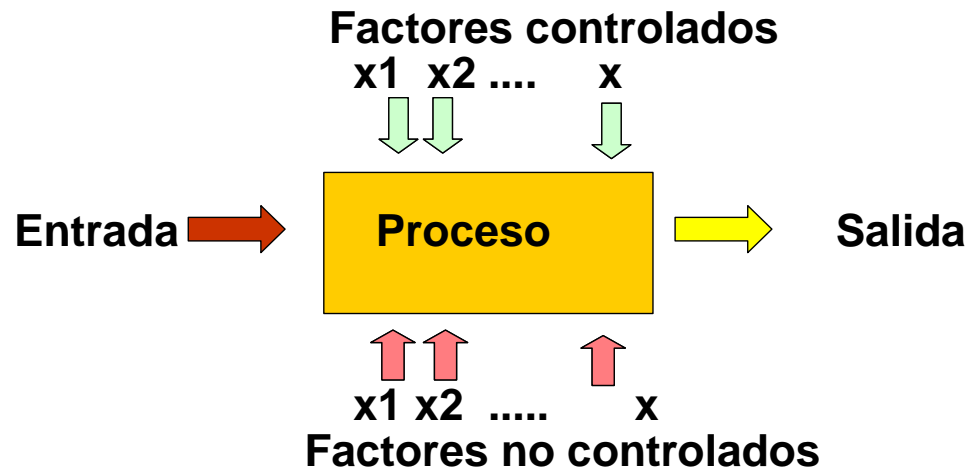 Factores controlados
x1 x2 .... x
Entrada Proceso Salida
x1 x2 ..... x
Factores no controlados